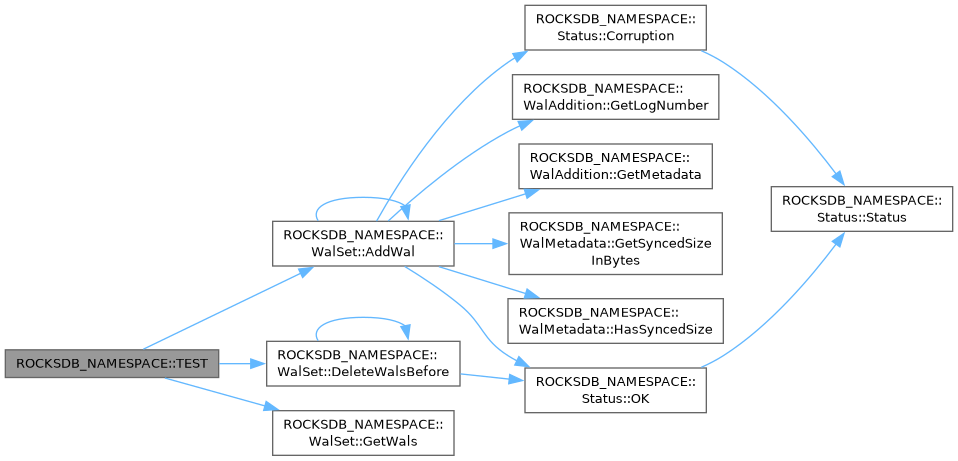 ROCKSDB_NAMESPACE::
Status::Corruption
ROCKSDB_NAMESPACE::
WalAddition::GetLogNumber
ROCKSDB_NAMESPACE::
WalAddition::GetMetadata
ROCKSDB_NAMESPACE::
Status::Status
ROCKSDB_NAMESPACE::
WalSet::AddWal
ROCKSDB_NAMESPACE::
WalMetadata::GetSyncedSize
InBytes
ROCKSDB_NAMESPACE::
WalMetadata::HasSyncedSize
ROCKSDB_NAMESPACE::TEST
ROCKSDB_NAMESPACE::
WalSet::DeleteWalsBefore
ROCKSDB_NAMESPACE::
Status::OK
ROCKSDB_NAMESPACE::
WalSet::GetWals